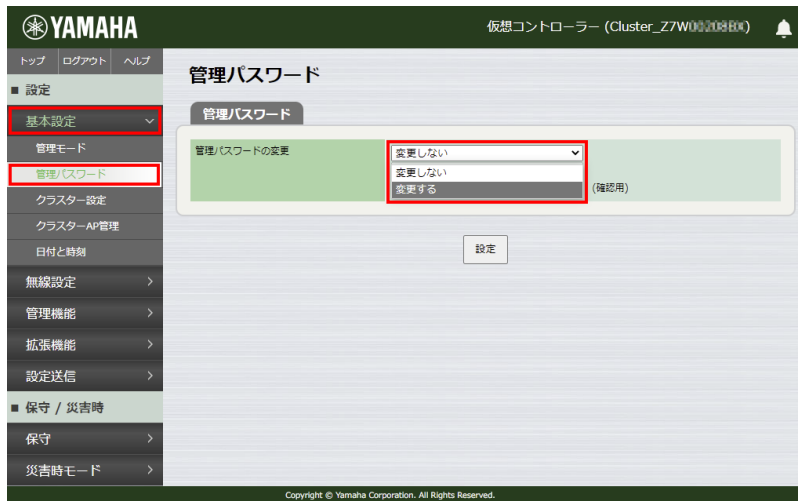 YAMAHA
仮想コントローラー (Cluster_Z7W
トップ ログアウト ヘルプ
■ 設定
基本設定
管理モード
管理パスワード
クラスター設定
クラスターAP管理
日付と時刻
無線設定
管理機能
拡張機能
設定送信
■ 保守 / 災害時
保守
災害時モード
管理パスワード
管理パスワード
管理パスワードの変更
変更しない
変更しない
変更する
(確認用)
設定
Copyright © Yamaha Corporation. All Rights Reserved.